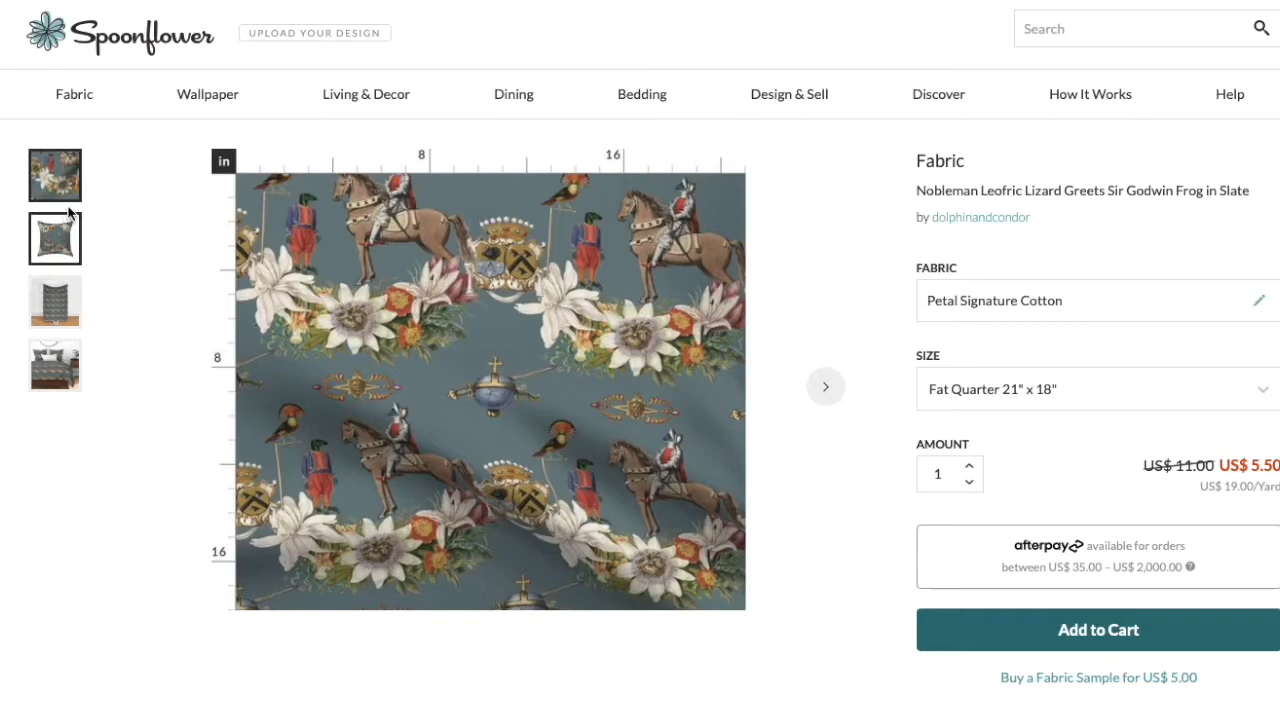 Spoonflower
UPLOAD YOUR DESIGN
Search
Fabric
Wallpaper
Living & Decor
Dining
Bedding
Design & Sell
Discover
How It Works
Help
in
8
16
8
16
Fabric
Nobleman Leofric Lizard Greets Sir Godwin Frog in Slate
by dolphinandcondor
FABRIC
Petal Signature Cotton
SIZE
Fat Quarter 21" x 18"
AMOUNT
1
US$ 11.00 US$ 5.50
US$ 19.00/Yard
afterpay available for orders
between US$ 35.00 – US$ 2,000.00
Add to Cart
Buy a Fabric Sample for US$ 5.00